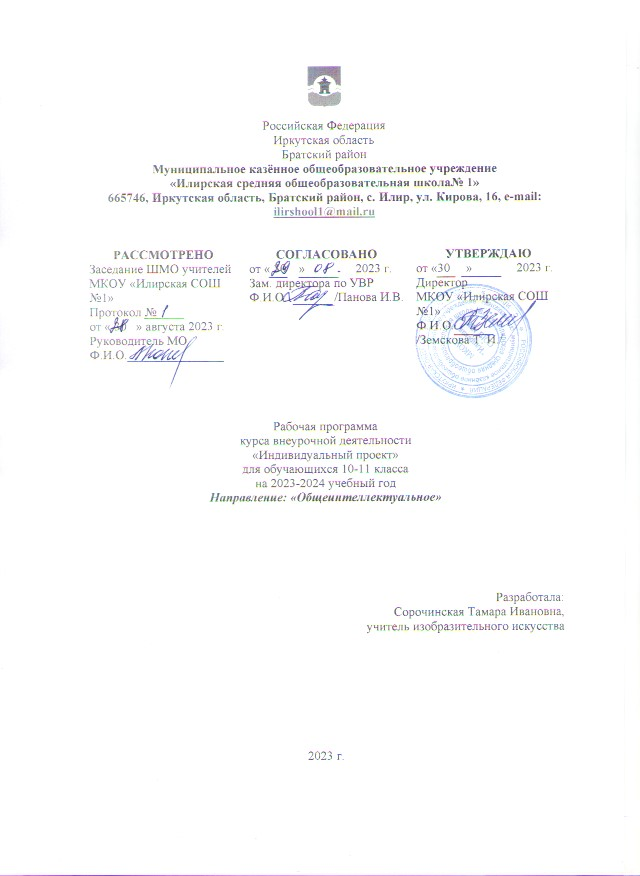 Российская Федерация
Иркутская область
Братский район
Муниципальное казённое общеобразовательное учреждение
«Илирская средняя общеобразовательная школа№ 1»
665746, Иркутская область, Братский район, с. Илир, ул. Кирова, 16, e-mail:
ilirshool1@mail.ru
РАССМОТРЕНО
Заседание ШМО учителей
МКОУ «Илирская СОШ
№1»
Протокол № 1
от «28» августа 2023 г.
Руководитель МО
Ф.И.О.
СОГЛАСОВАНО
от «29» 08. 2023 г.
Зам. директора по УВР
Ф.И.О. /Панова И.В.
УТВЕРЖДАЮ
от «30 » 2023 г.
Директор
МКОУ «Илирская СОШ
№1»
Ф И О
/Земскова Т И /
Рабочая программа
курса внеурочной деятельности
«Индивидуальный проект»
для обучающихся 10-11 класса
на 2023-2024 учебный год
Направление: «Общеинтеллектуальное»
Разработала:
Сорочинская Тамара Ивановна,
учитель изобразительного искусства
2023 г.